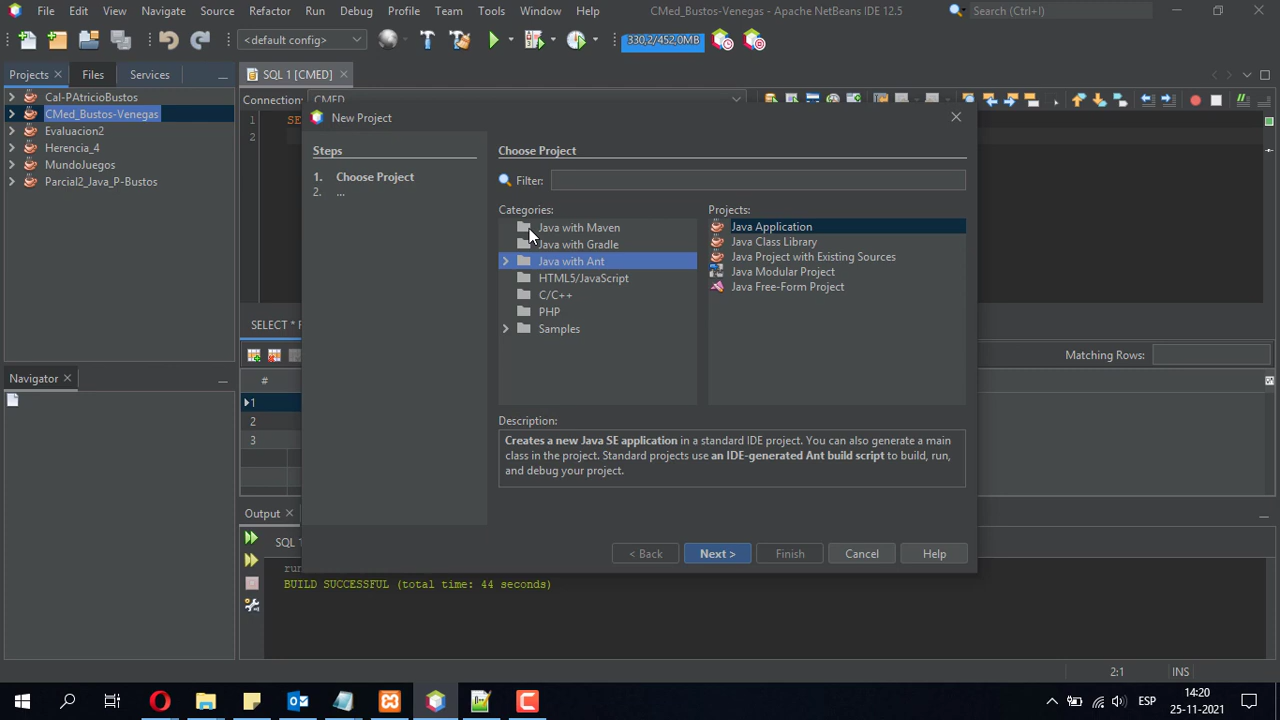 File Edit View Navigate Source Refactor Run Debug Profile Team Tools Window Help CMed_Bustos-Venegas - Apache NetBeans IDE 12.5 Search (Ctrl+I)
<default config> 330,2/452,0MB
Projects Files Services SQL 1 [CMED]
Cal-PAtricioBustos
CMed_Bustos-Venegas
Evaluacion2
Herencia_4
MundoJuegos
Parcial2_Java_P-Bustos
Connection: CMED
1 SE
2
New Project
Steps
1. Choose Project
2. ...
Choose Project
Filter:
Categories:
Java with Maven
Java with Gradle
Java with Ant
HTML5/JavaScript
C/C++
PHP
Samples
Projects:
Java Application
Java Class Library
Java Project with Existing Sources
Java Modular Project
Java Free-Form Project
Description:
Creates a new Java SE application in a standard IDE project. You can also generate a main
class in the project. Standard projects use an IDE-generated Ant build script to build, run,
and debug your project.
< Back Next > Finish Cancel Help
SELECT * F
Matching Rows:
#
1
2
3
Navigator
Output
SQL 1
run
BUILD SUCCESSFUL (total time: 44 seconds)
2:1 INS
ESP 14:20
25-11-2021